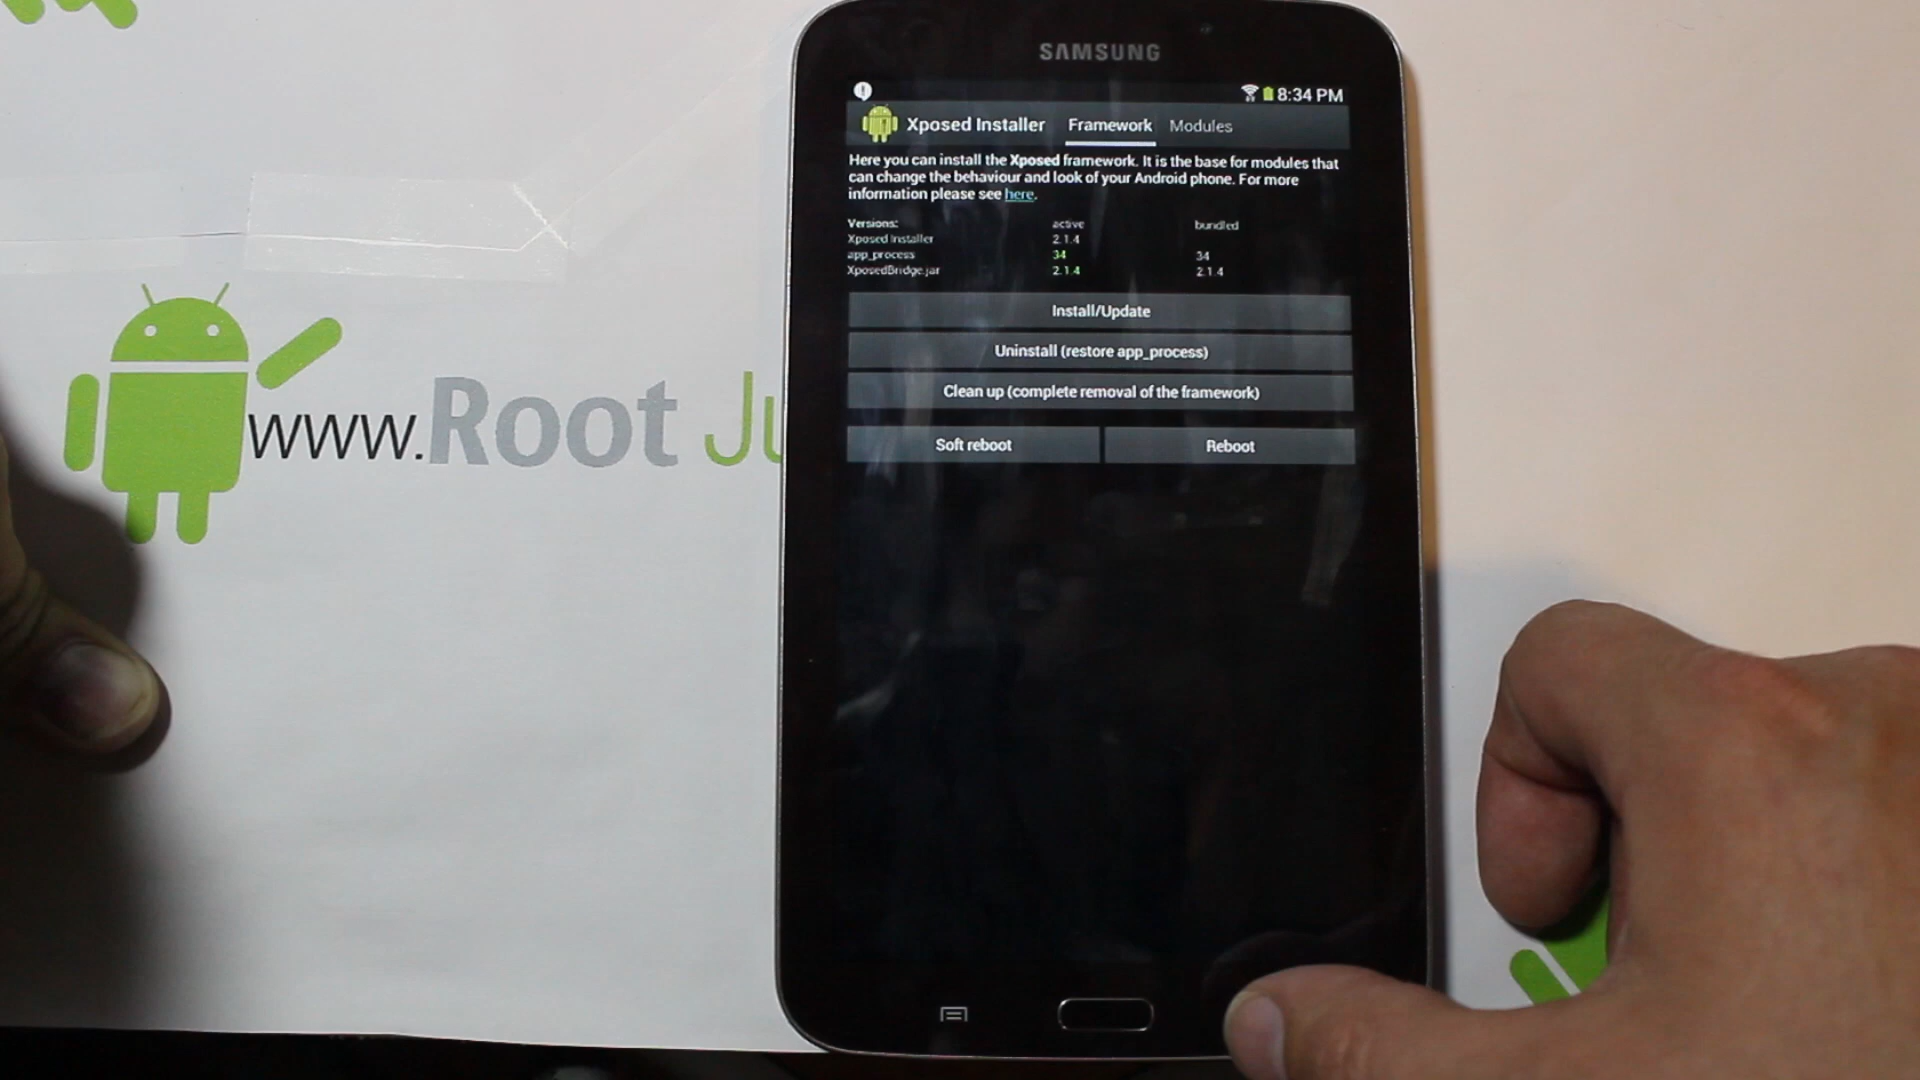 SAMSUNG
8:34 PM
Xposed Installer Framework Modules
Here you can install the Xposed framework. It is the base for modules that
can change the behaviour and look of your Android phone. For more
information please see here.
Versions: active bundled
Xposed Installer 2.1.4
app_process 34 34
XposedBridge.jar 2.1.4 2.1.4
Install/Update
Uninstall (restore app_process)
Clean up (complete removal of the framework)
Soft reboot Reboot
www.Root Ju